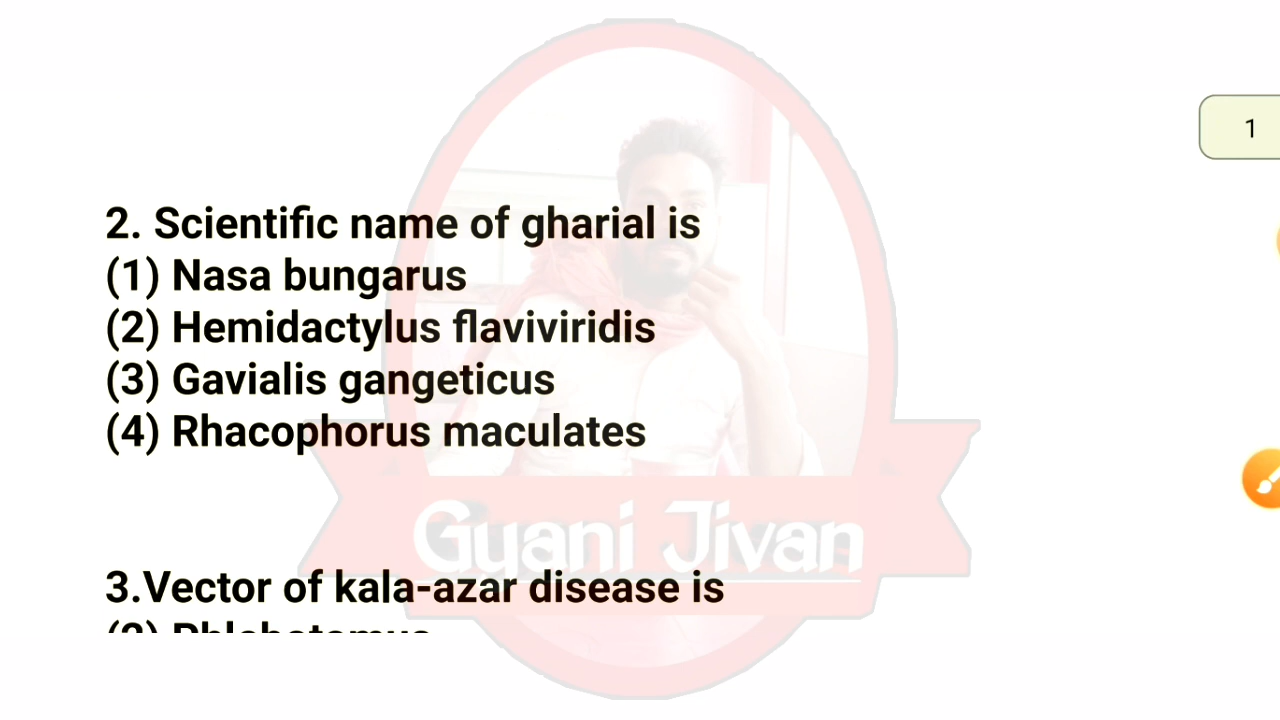 1
2. Scientific name of gharial is
(1) Nasa bungarus
(2) Hemidactylus flaviviridis
(3) Gavialis gangeticus
(4) Rhacophorus maculates
Gyani Jivan
3.Vector of kala-azar disease is